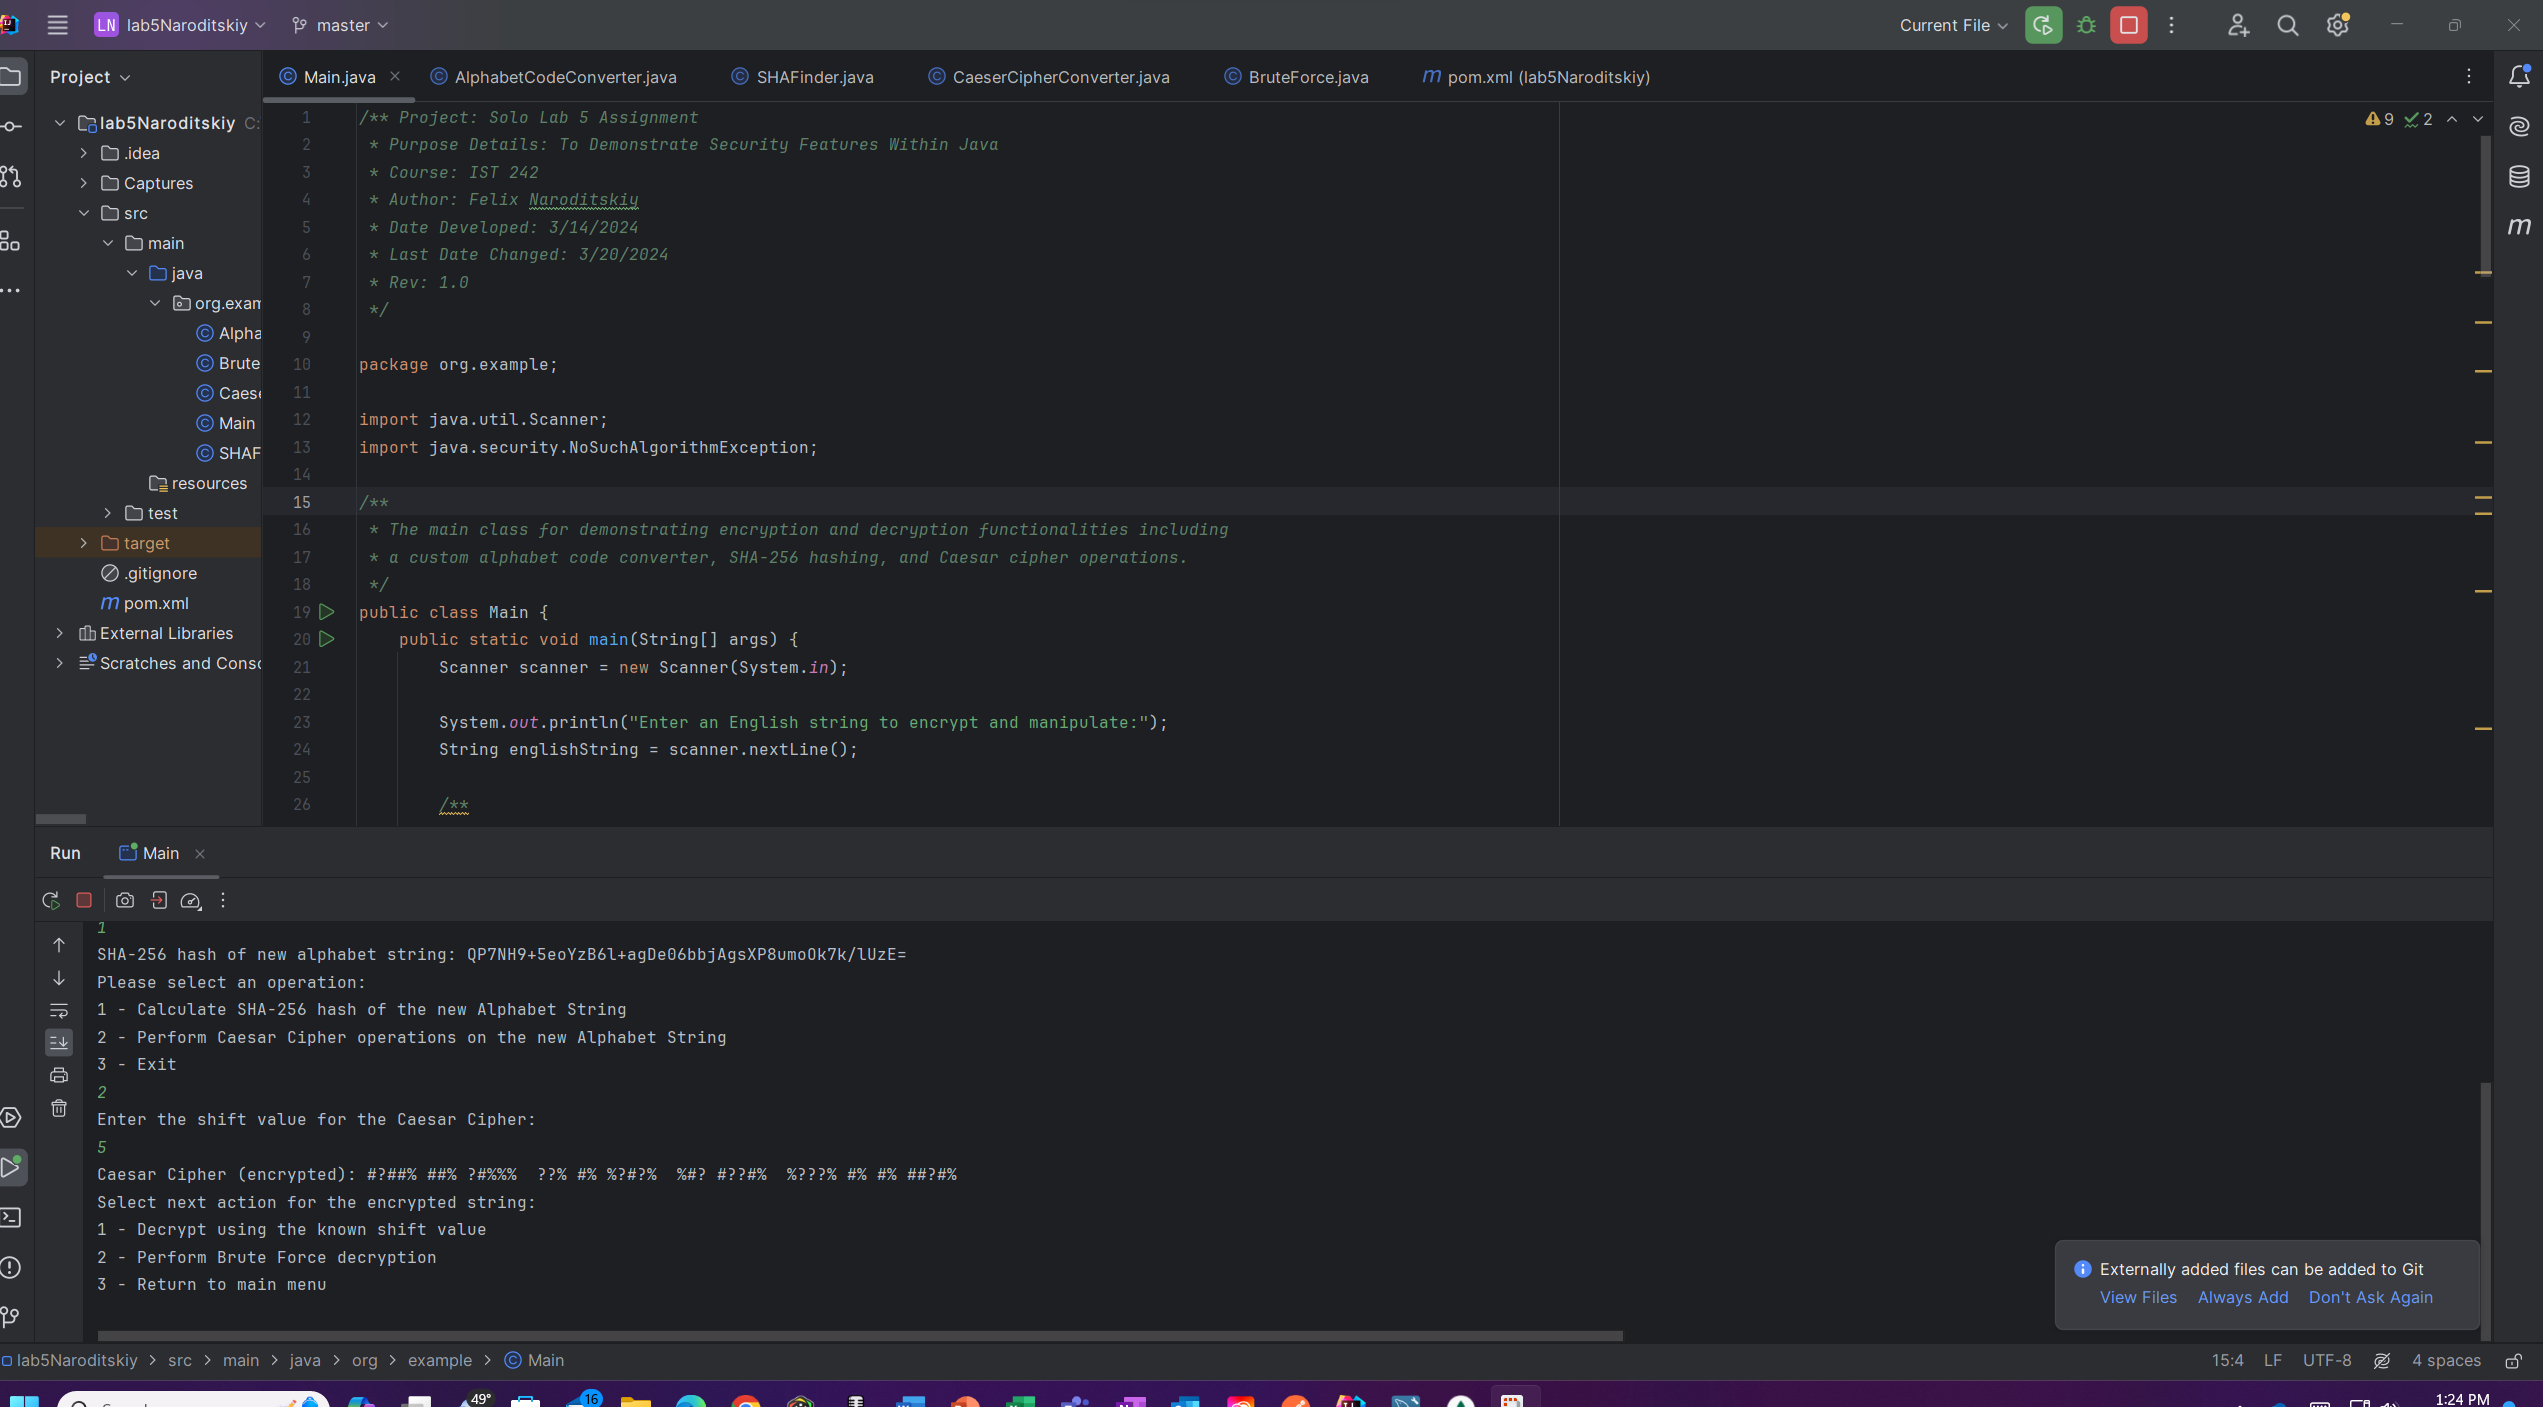 LN lab5Naroditskiy master Current File
Project
Main.java AlphabetCodeConverter.java SHAFinder.java CaeserCipherConverter.java BruteForce.java m pom.xml (lab5Naroditskiy)
lab5Naroditskiy C:
.idea
Captures
src
main
java
org.exam
Alpha
Brute
Caese
Main
SHAF
resources
test
target
.gitignore
m pom.xml
External Libraries
Scratches and Conso
9 2
1 /** Project: Solo Lab 5 Assignment
2 * Purpose Details: To Demonstrate Security Features Within Java
3 * Course: IST 242
4 * Author: Felix Naroditskiy
5 * Date Developed: 3/14/2024
6 * Last Date Changed: 3/20/2024
7 * Rev: 1.0
8 */
9
10 package org.example;
11
12 import java.util.Scanner;
13 import java.security.NoSuchAlgorithmException;
14
15 /**
16 * The main class for demonstrating encryption and decryption functionalities including
17 * a custom alphabet code converter, SHA-256 hashing, and Caesar cipher operations.
18 */
19 public class Main {
20 public static void main(String[] args) {
21 Scanner scanner = new Scanner(System.in);
22
23 System.out.println("Enter an English string to encrypt and manipulate:");
24 String englishString = scanner.nextLine();
25
26 /**
m
Run Main
1
SHA-256 hash of new alphabet string: QP7NH9+5eoYzB6l+agDe06bbjAgsXP8umoOk7k/lUzE=
Please select an operation:
1 - Calculate SHA-256 hash of the new Alphabet String
2 - Perform Caesar Cipher operations on the new Alphabet String
3 - Exit
2
Enter the shift value for the Caesar Cipher:
5
Caesar Cipher (encrypted): #?##% ##% ?#%%%  ??% #% %?#?%  %#? #??#%  %???% #% #% ##?#%
Select next action for the encrypted string:
1 - Decrypt using the known shift value
2 - Perform Brute Force decryption
3 - Return to main menu
Externally added files can be added to Git
View Files Always Add Don't Ask Again
lab5Naroditskiy > src > main > java > org > example > Main
15:4 LF UTF-8 4 spaces
49° 16 1:24 PM